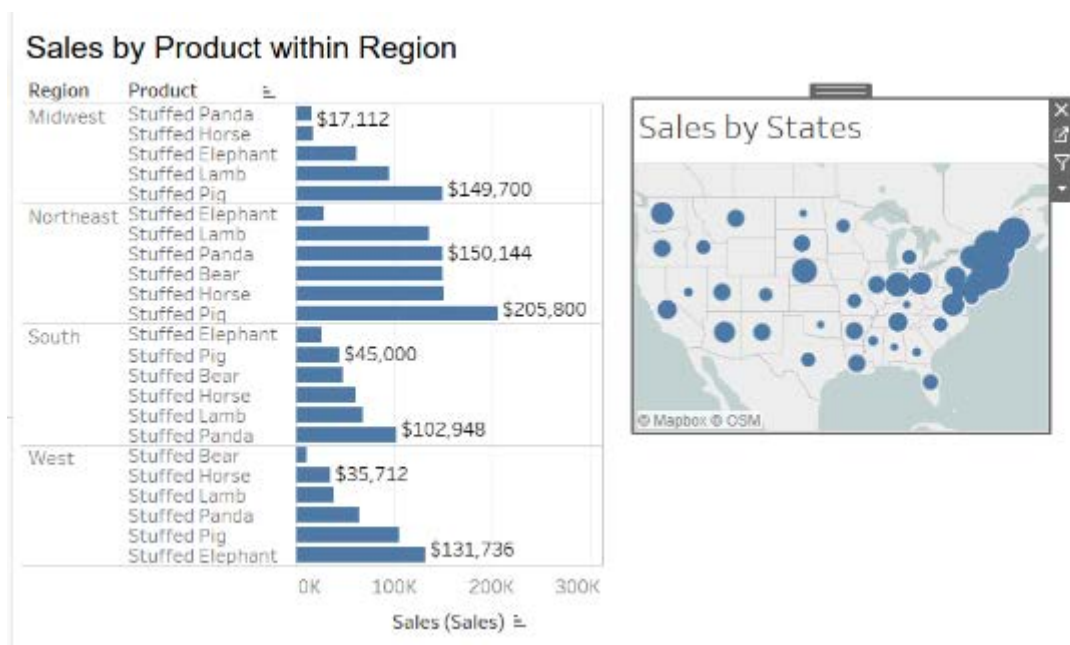 Sales by Product within Region
Region Product
Midwest Stuffed Panda $17,112
Stuffed Horse
Stuffed Elephant
Stuffed Lamb
Stuffed Pig $149,700
Northeast Stuffed Elephant
Stuffed Lamb
Stuffed Panda $150,144
Stuffed Bear
Stuffed Horse
Stuffed Pig $205,800
South Stuffed Elephant
Stuffed Pig $45,000
Stuffed Bear
Stuffed Horse
Stuffed Lamb
Stuffed Panda $102,948
West Stuffed Bear
Stuffed Horse $35,712
Stuffed Lamb
Stuffed Panda
Stuffed Pig
Stuffed Elephant $131,736
0K 100K 200K 300K
Sales (Sales)
Sales by States
© Mapbox © OSM